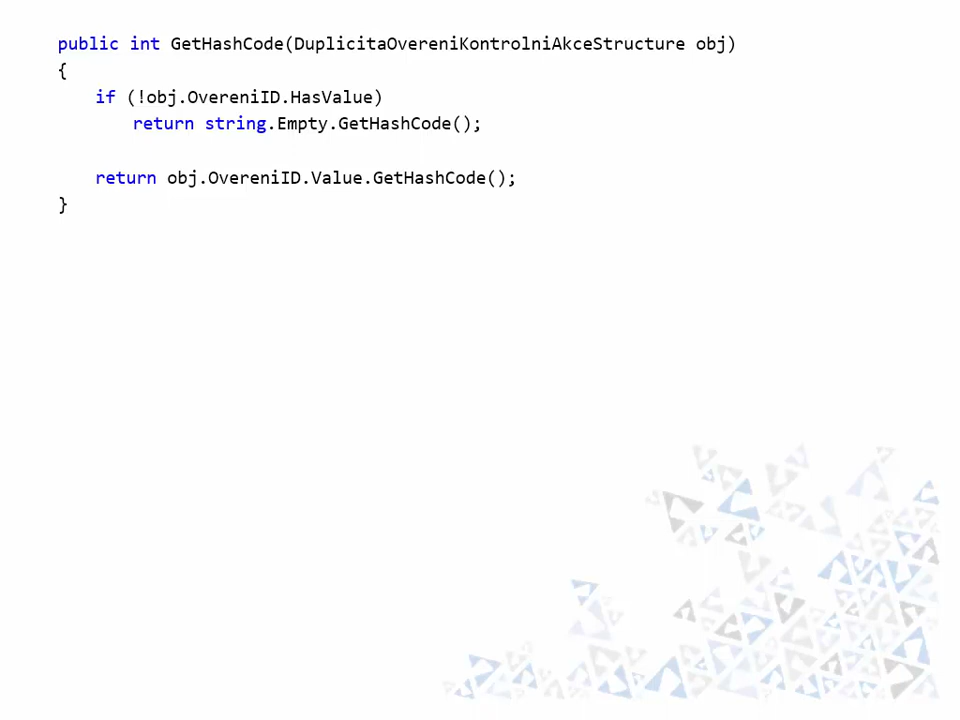 public int GetHashCode(DuplicitaOvereniKontrolniAkceStructure obj)
{
if (!obj.OvereniID.HasValue)
return string.Empty.GetHashCode();
return obj.OvereniID.Value.GetHashCode();
}